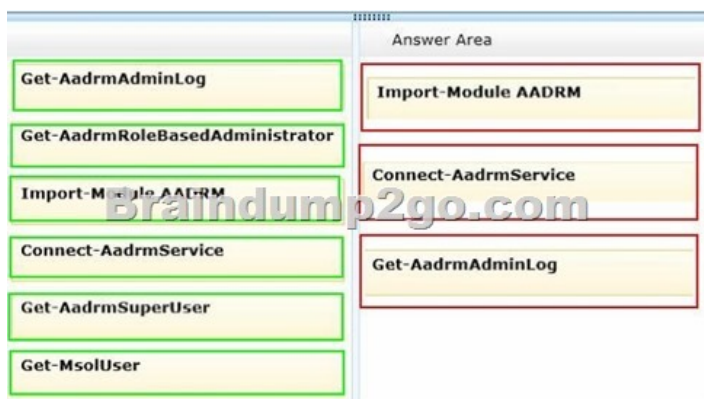 Answer Area
Get-AadrmAdminLog
Get-AadrmRoleBasedAdministrator
Import-Module AADRM
Connect-AadrmService
Get-AadrmSuperUser
Get-MsolUser
Import-Module AADRM
Connect-AadrmService
Get-AadrmAdminLog
Braindump2go.com